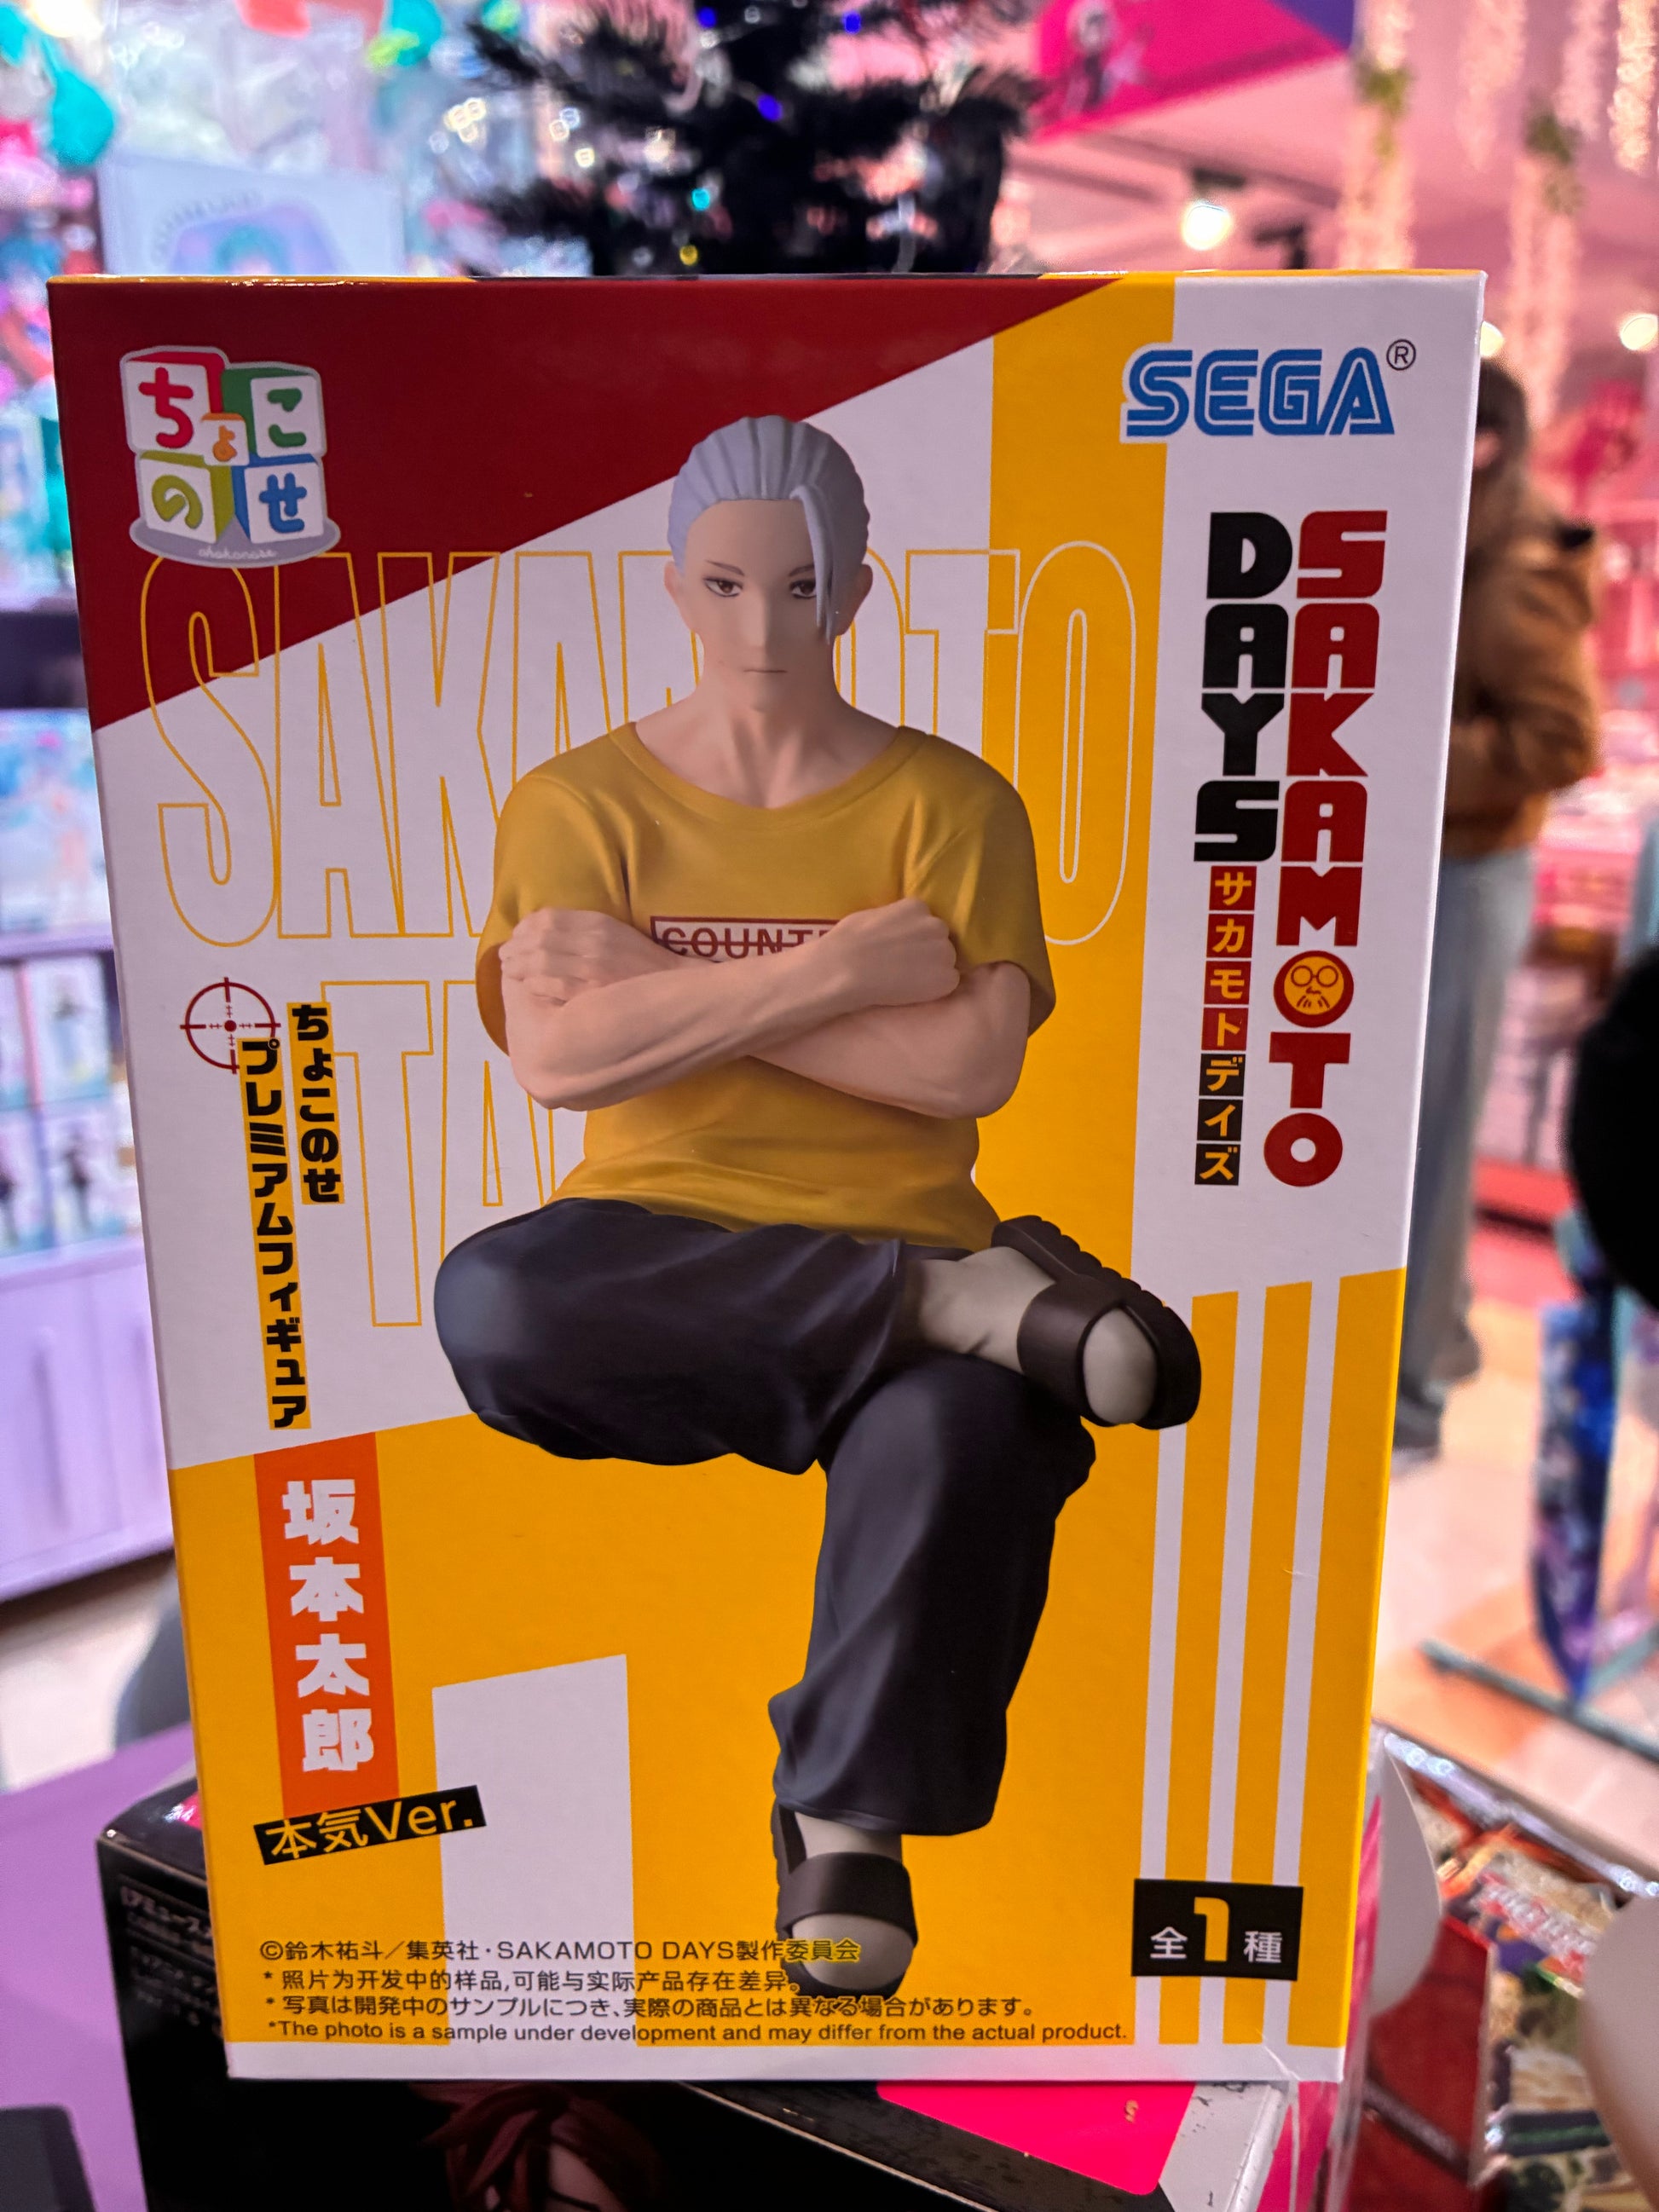 ちょこのせ
chokonose
SEGA®
SAKAMOTO
DAYS
サカモトデイズ
SAKAMOTO
TA
COUNT
ちょこのせ
プレミアムフィギュア
坂本太郎
本気Ver.
全1種
©鈴木祐斗／集英社・SAKAMOTO DAYS製作委員会
* 照片为开发中的样品,可能与实际产品存在差异。
* 写真は開発中のサンプルにつき、実際の商品とは異なる場合があります。
*The photo is a sample under development and may differ from the actual product.